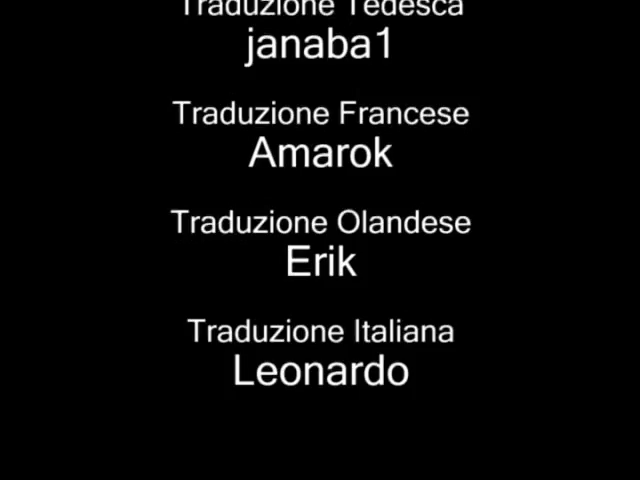 Traduzione Tedesca
janaba1
Traduzione Francese
Amarok
Traduzione Olandese
Erik
Traduzione Italiana
Leonardo